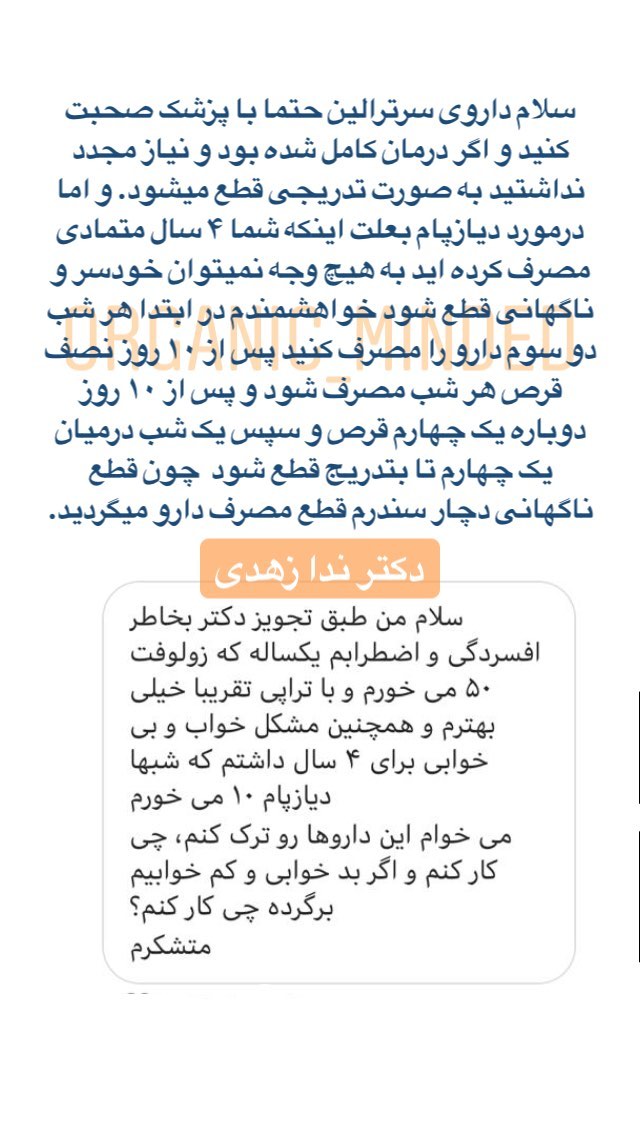 سلام داروی سرترالین حتما با پزشک صحبت
کنید و اگر درمان کامل شده بود و نیاز مجدد
نداشتید به صورت تدریجی قطع میشود. و اما
درمورد دیازپام بعلت اینکه شما ۴ سال متمادی
مصرف کرده اید به هیچ وجه نمیتوان خودسر و
ناگهانی قطع شود خواهشمندم در ابتدا هر شب
دو سوم دارو را مصرف کنید پس از ۱۰ روز نصف
قرص هر شب مصرف شود و پس از ۱۰ روز
دوباره یک چهارم قرص و سپس یک شب درمیان
یک چهارم تا بتدریج قطع شود چون قطع
ناگهانی دچار سندرم قطع مصرف دارو میگردید.
ORGANIC_MINDED
دکتر ندا زهدی
سلام من طبق تجویز دکتر بخاطر
افسردگی و اضطرابم یکساله که زولوفت
۵۰ می خورم و با تراپی تقریبا خیلی
بهترم و همچنین مشکل خواب و بی
خوابی برای ۴ سال داشتم که شبها
دیازپام ۱۰ می خورم
می خوام این داروها رو ترک کنم، چی
کار کنم و اگر بد خوابی و کم خوابیم
برگرده چی کار کنم؟
متشکرم